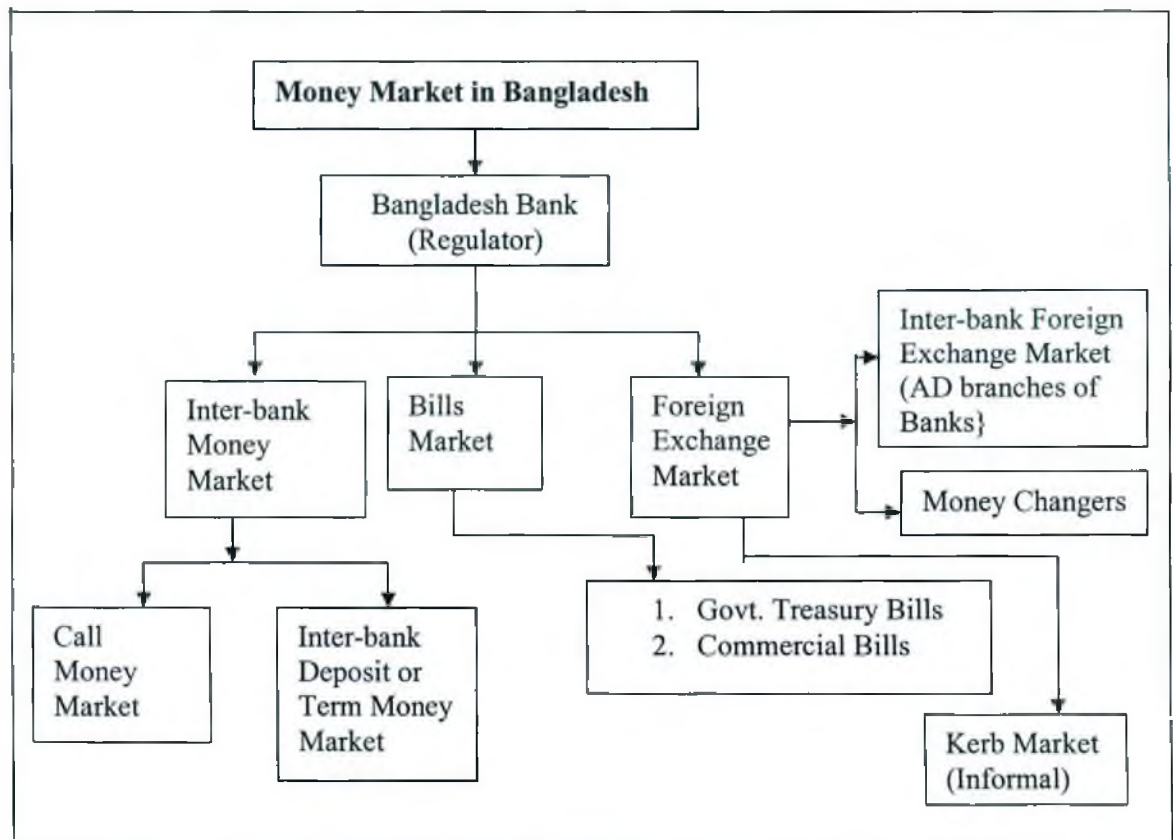 Money Market in Bangladesh
Bangladesh Bank
(Regulator)
Inter-bank
Money
Market
Bills
Market
Foreign
Exchange
Market
Inter-bank Foreign
Exchange Market
(AD branches of
Banks}
Money Changers
Call
Money
Market
Inter-bank
Deposit or
Term Money
Market
1. Govt. Treasury Bills
2. Commercial Bills
Kerb Market
(Informal)